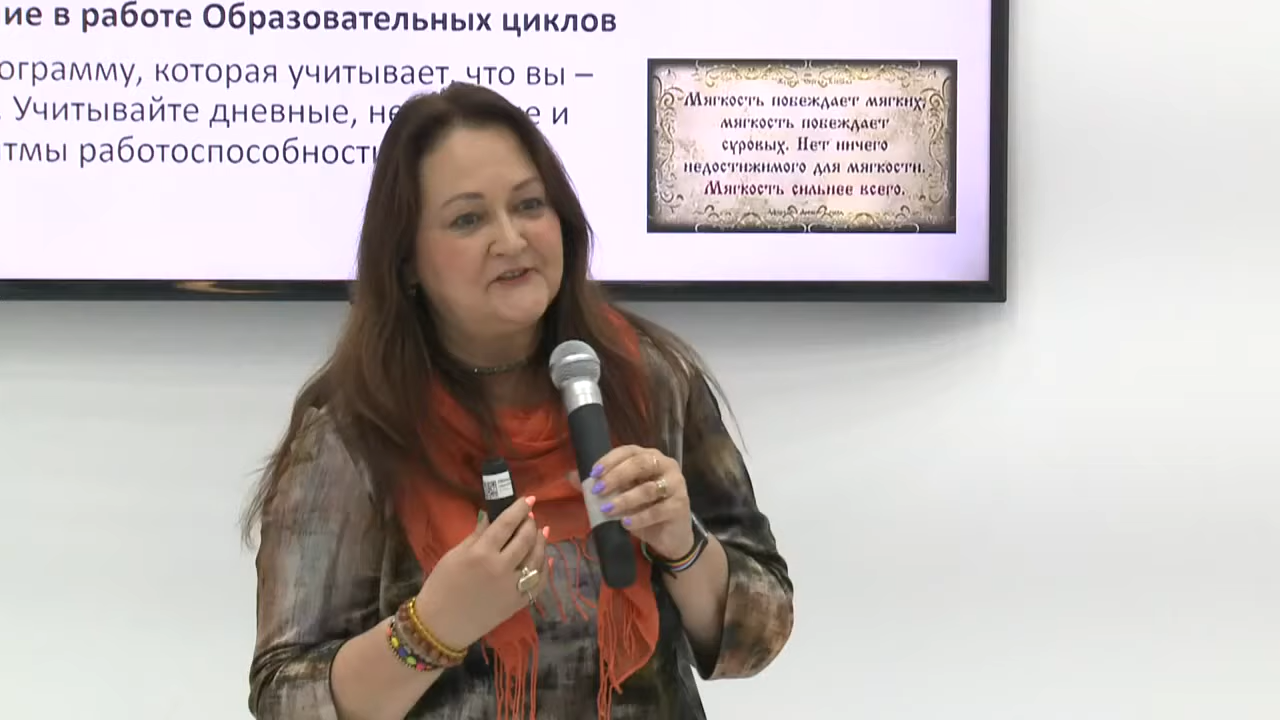 ие в работе Образовательных циклов
ограмму, которая учитывает, что вы –
. Учитывайте дневные, не е и
тмы работоспособности
Мягкость побеждает мягких,
мягкость побеждает
суровых. Нет ничего
недостижимого для мягкости.
Мягкость сильнее всего.